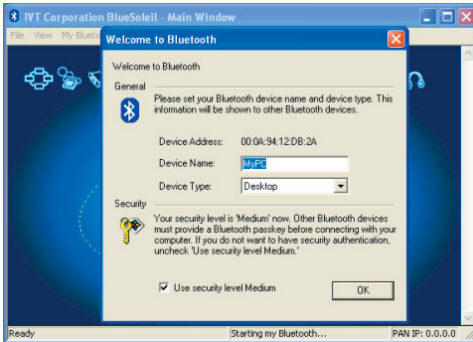 IVT Corporation BlueSoleil - Main Window
File View My Blueto
Welcome to Bluetooth
Welcome to Bluetooth
General
Please set your Bluetooth device name and device type. This
information will be shown to other Bluetooth devices.
Device Address: 00:0A:94:12:DB:2A
Device Name: MyPC
Device Type: Desktop
Security
Your security level is 'Medium' now. Other Bluetooth devices
must provide a Bluetooth passkey before connecting with your
computer. If you do not want to have security authentication,
uncheck 'Use security level Medium.'
Use security level Medium
OK
Ready Starting my Bluetooth... PAN IP: 0.0.0.0